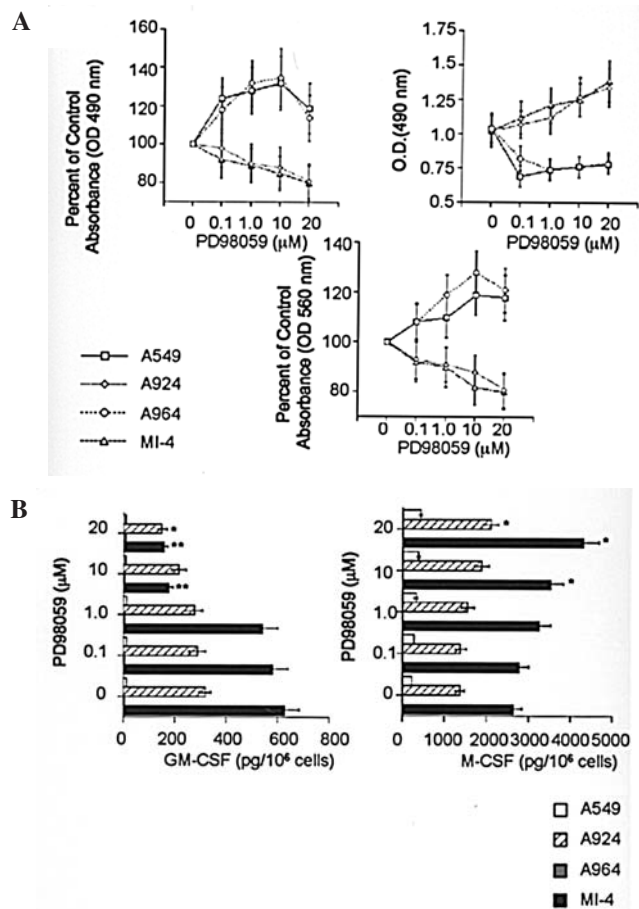 A
Percent of Control
Absorbance (OD 490 nm)
160
140
120
100
80
0
0.1
1.0
10
20
PD98059 (μM)
O.D.(490 nm)
1.5
1.25
1.0
0.75
0.5
0
0.1
1.0
10
20
PD98059 (μM)
Percent of Control
Absorbance (OD 560 nm)
140
120
100
80
0
0.1
1.0
10
20
PD98059 (μM)
A549
A924
A964
MI-4
B
PD98059 (μM)
20
10
1.0
0.1
0
*
**
**
0 200 400 600 800
GM-CSF (pg/10⁶ cells)
PD98059 (μM)
20
10
1.0
0.1
0
*
*
*
0 1000 2000 3000 4000 5000
M-CSF (pg/10⁶ cells)
A549
A924
A964
MI-4